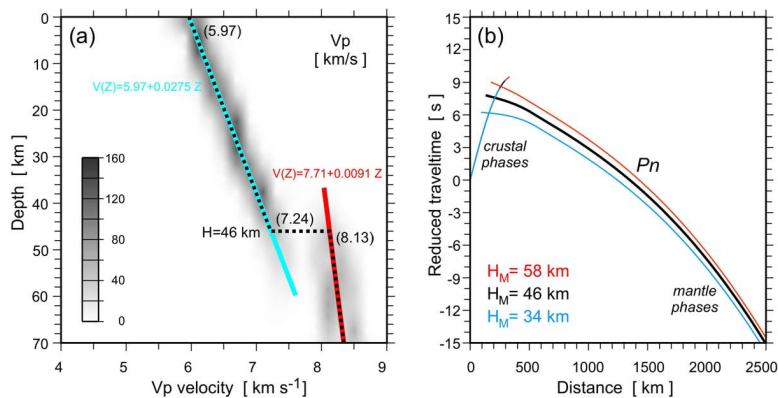 (a)
Vp
[ km/s]
(5.97)
V(Z)=5.97+0.0275 Z
V(Z)=7.71+0.0091 Z
(7.24)
H=46 km
(8.13)
160
120
80
40
0
0
10
20
30
40
50
60
70
Depth [ km]
4
5
6
7
8
9
Vp velocity [ km s-1]
(b)
15
12
9
6
3
0
-3
-6
-9
-12
-15
Reduced traveltime [ s]
crustal
phases
Pn
HM= 58 km
HM= 46 km
HM= 34 km
mantle
phases
0
500
1000
1500
2000
2500
Distance [ km]